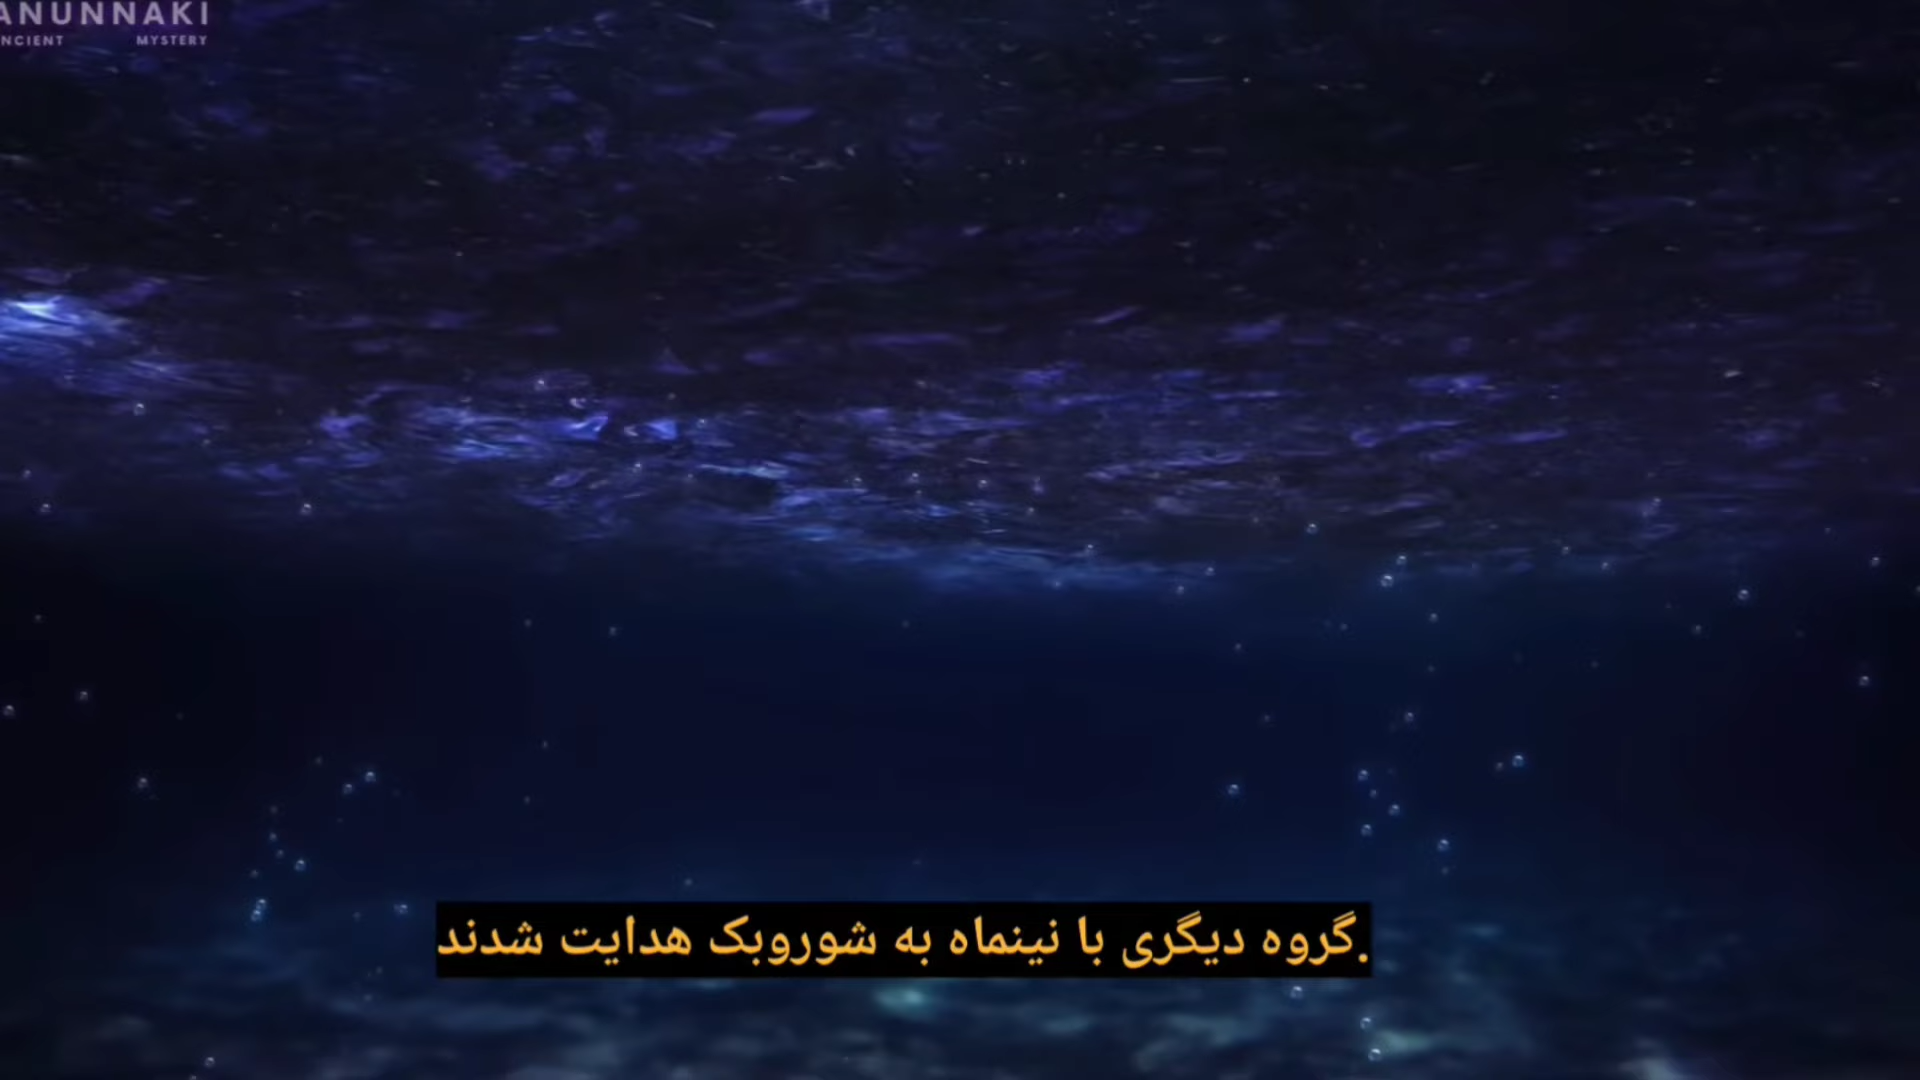 ANUNNAKI
NCIENT MYSTERY
گروه دیگری با نینماه به شوروبک هدایت شدند.